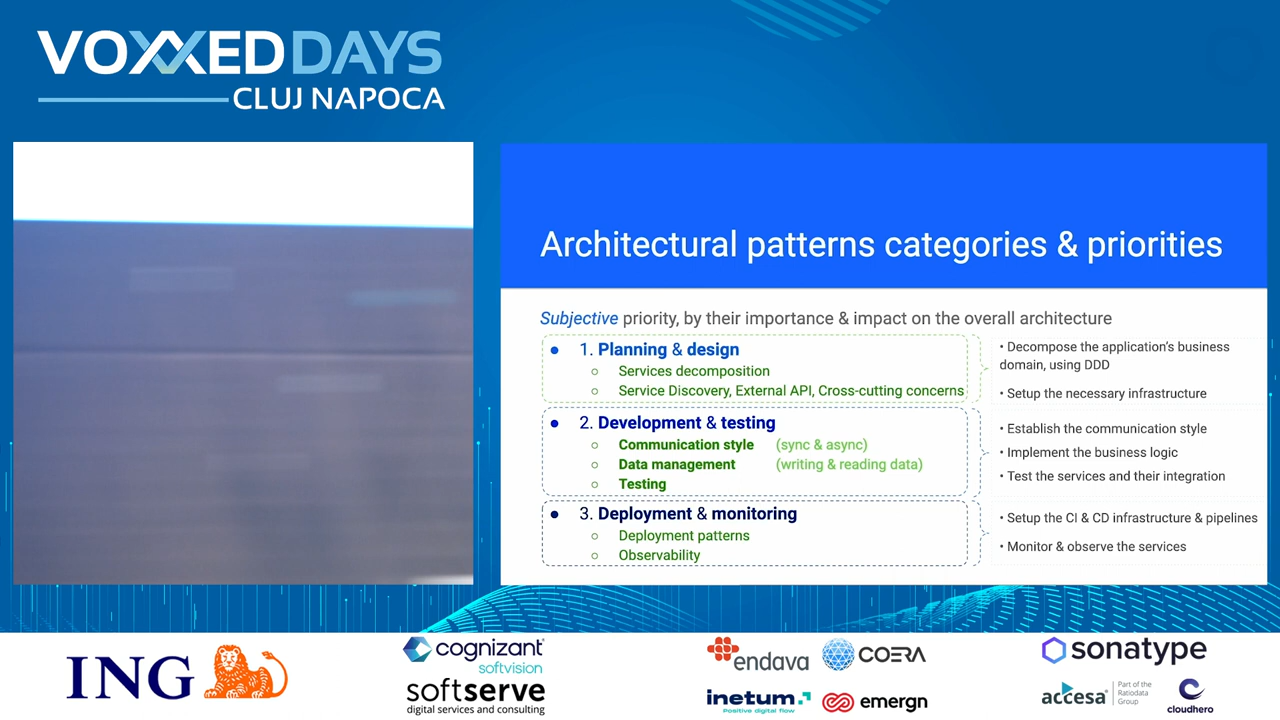 VOXXEDDAYS
CLUJ NAPOCA
Architectural patterns categories & priorities
Subjective priority, by their importance & impact on the overall architecture
• 1. Planning & design
○ Services decomposition
○ Service Discovery, External API, Cross-cutting concerns
• Decompose the application's business
domain, using DDD
• Setup the necessary infrastructure
• 2. Development & testing
○ Communication style (sync & async)
○ Data management (writing & reading data)
○ Testing
• Establish the communication style
• Implement the business logic
• Test the services and their integration
• 3. Deployment & monitoring
○ Deployment patterns
○ Observability
• Setup the CI & CD infrastructure & pipelines
• Monitor & observe the services
ING
cognizant
softvision
softserve
digital services and consulting
endava
COERA
inetum.
Positive digital flow
emergn
sonatype
accesa
Part of the
Ratiodata
Group
cloudhero